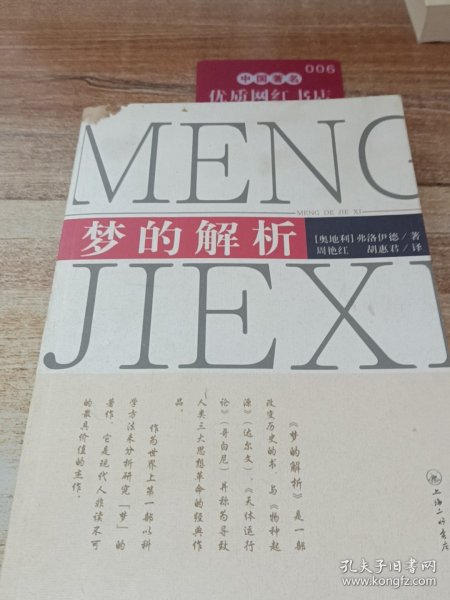 006
中国著名
优质网红书店
MENG
MENG DE JIE XI
梦的解析
[奥地利] 弗洛伊德/著
周艳红 胡惠君/译
JIEXI
《梦的解析》是一部
改变历史的书,与《物种起
源》(达尔文)、《天体运行
论》(哥白尼)并称为导致
人类三大思想革命的经典作
品。
作为世界上第一部以科
学方法来分析研究“梦”的
著作,它是现代人非读不可
的最具价值的杰作。
上海三联书店
孔夫子旧书网
www.kongfz.com